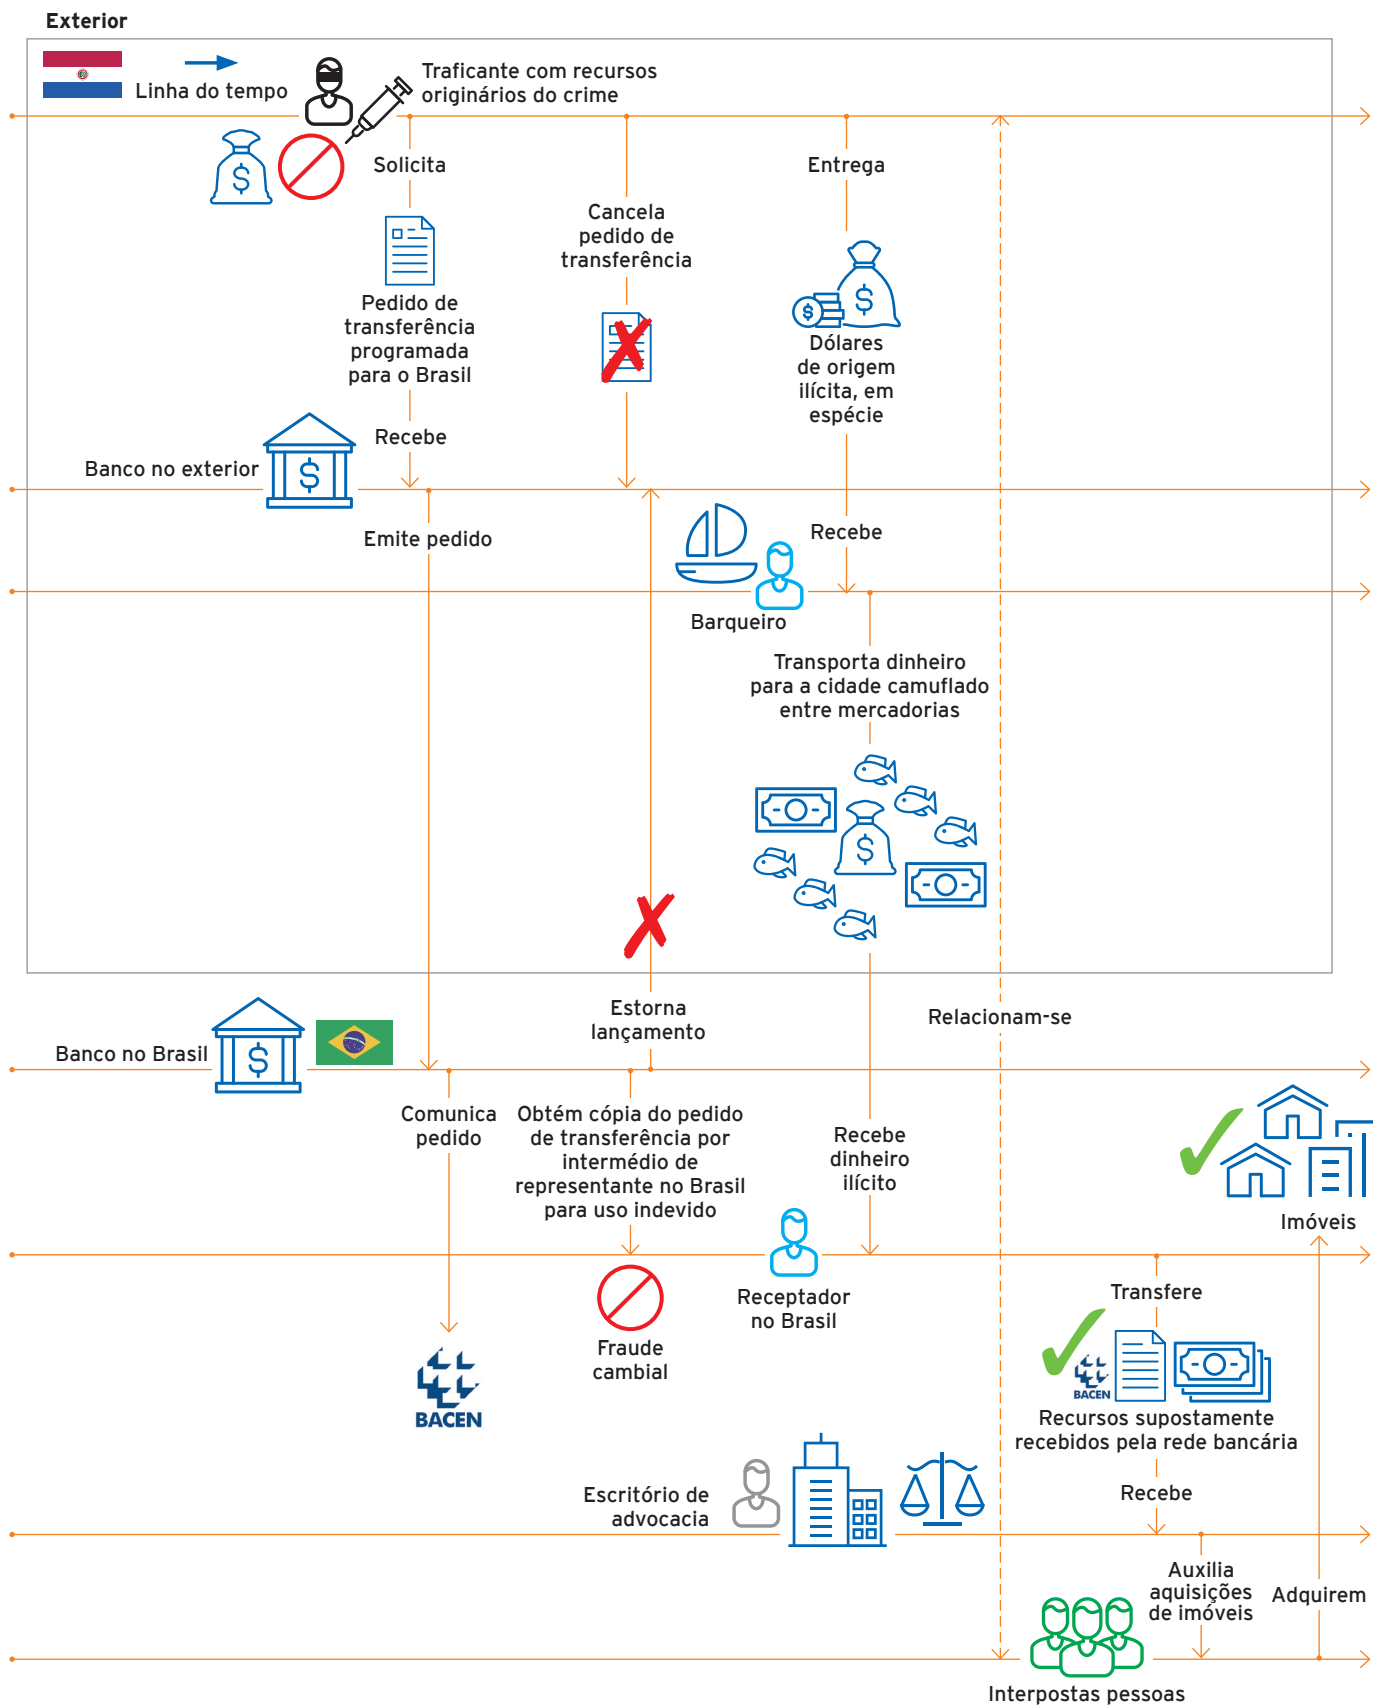 Exterior
Linha do tempo
Traficante com recursos
originários do crime
$
Solicita
Entrega
Cancela
pedido de
transferência
$
$
Pedido de
transferência
programada
para o Brasil
Dólares
de origem
ilícita, em
espécie
Recebe
Banco no exterior
$
Emite pedido
Recebe
Barqueiro
Transporta dinheiro
para a cidade camuflado
entre mercadorias
$
Estorna
lançamento
Relacionam-se
Banco no Brasil
$
Comunica
pedido
Obtém cópia do pedido
de transferência por
intermédio de
representante no Brasil
para uso indevido
Recebe
dinheiro
ilícito
Imóveis
Receptador
no Brasil
Transfere
Fraude
cambial
BACEN
BACEN
Recursos supostamente
recebidos pela rede bancária
Escritório de
advocacia
Recebe
Auxilia
aquisições
de imóveis
Adquirem
Interpostas pessoas